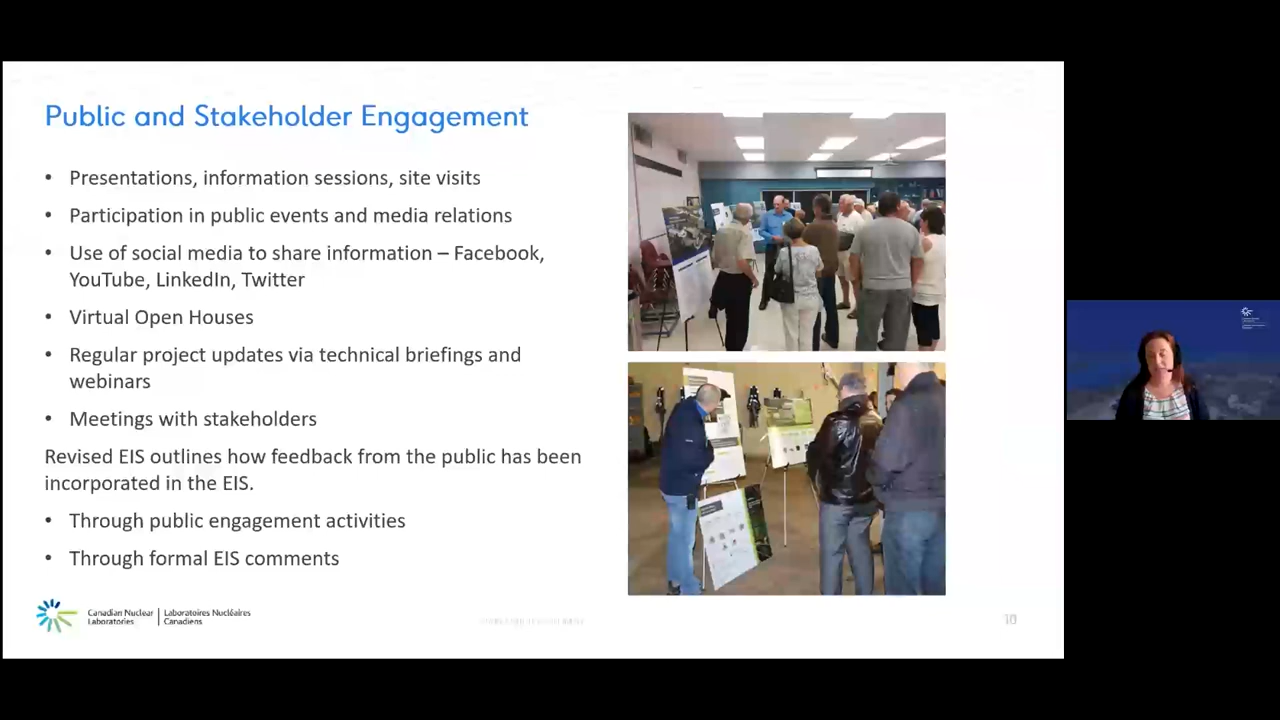 Public and Stakeholder Engagement
• Presentations, information sessions, site visits
• Participation in public events and media relations
• Use of social media to share information – Facebook,
YouTube, LinkedIn, Twitter
• Virtual Open Houses
• Regular project updates via technical briefings and
webinars
• Meetings with stakeholders
Revised EIS outlines how feedback from the public has been
incorporated in the EIS.
• Through public engagement activities
• Through formal EIS comments
Canadian Nuclear | Laboratoires Nucléaires
Laboratories | Canadiens
10